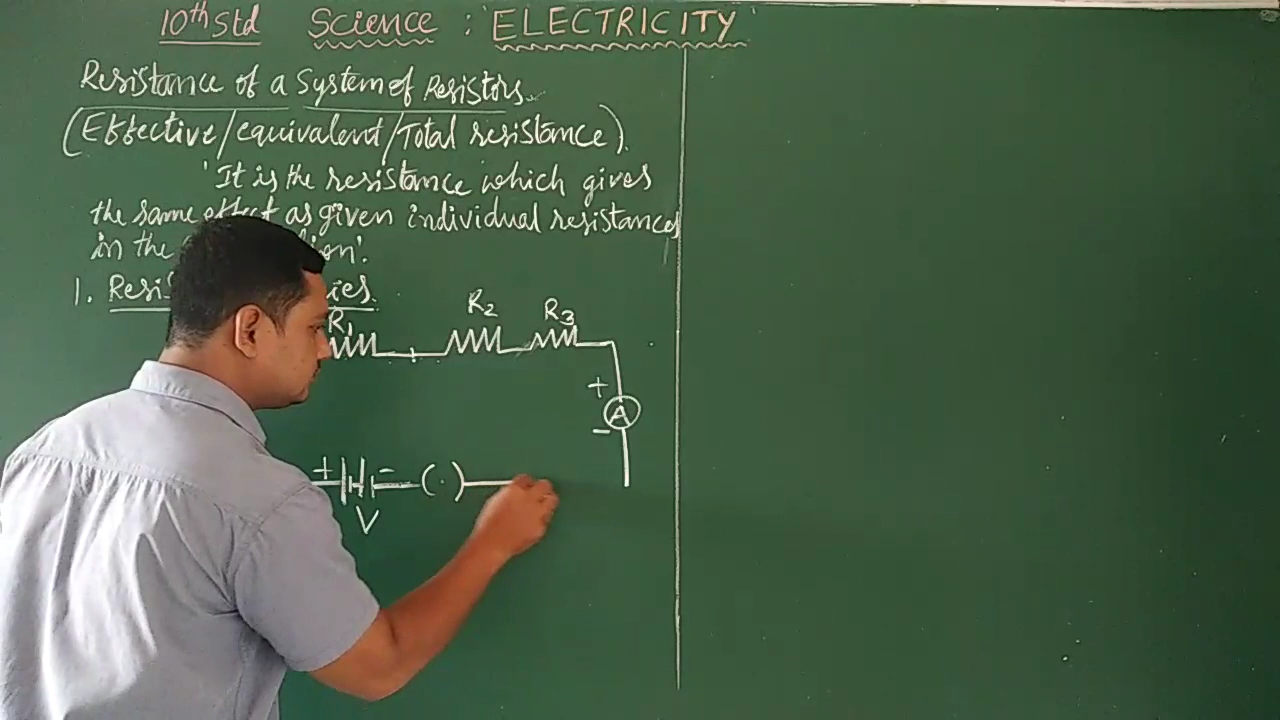 10th Std Science : 'ELECTRICITY'
Resistance of a System of Resistors.
(Effective/equivalent/Total resistance).
'It is the resistance which gives
the same effect as given individual resistances
in the
1.
R1 R2 R3
+
A
-
+ - ( . )
V